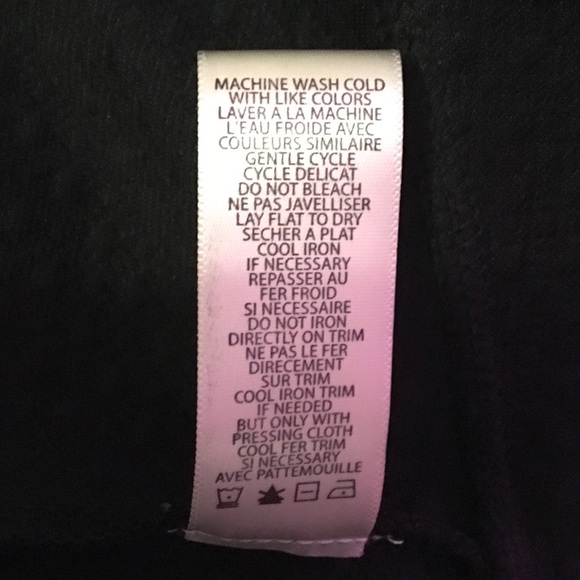 MACHINE WASH COLD
WITH LIKE COLORS
LAVER A LA MACHINE
L'EAU FROIDE AVEC
COULEURS SIMILAIRE
GENTLE CYCLE
CYCLE DELICAT
DO NOT BLEACH
NE PAS JAVELLISER
LAY FLAT TO DRY
SECHER A PLAT
COOL IRON
IF NECESSARY
REPASSER AU
FER FROID
SI NECESSAIRE
DO NOT IRON
DIRECTLY ON TRIM
NE PAS LE FER
DIRECEMENT
SUR TRIM
COOL IRON TRIM
IF NEEDED
BUT ONLY WITH
PRESSING CLOTH
COOL FER TRIM
SI NECESSARY
AVEC PATTEMOUILLE